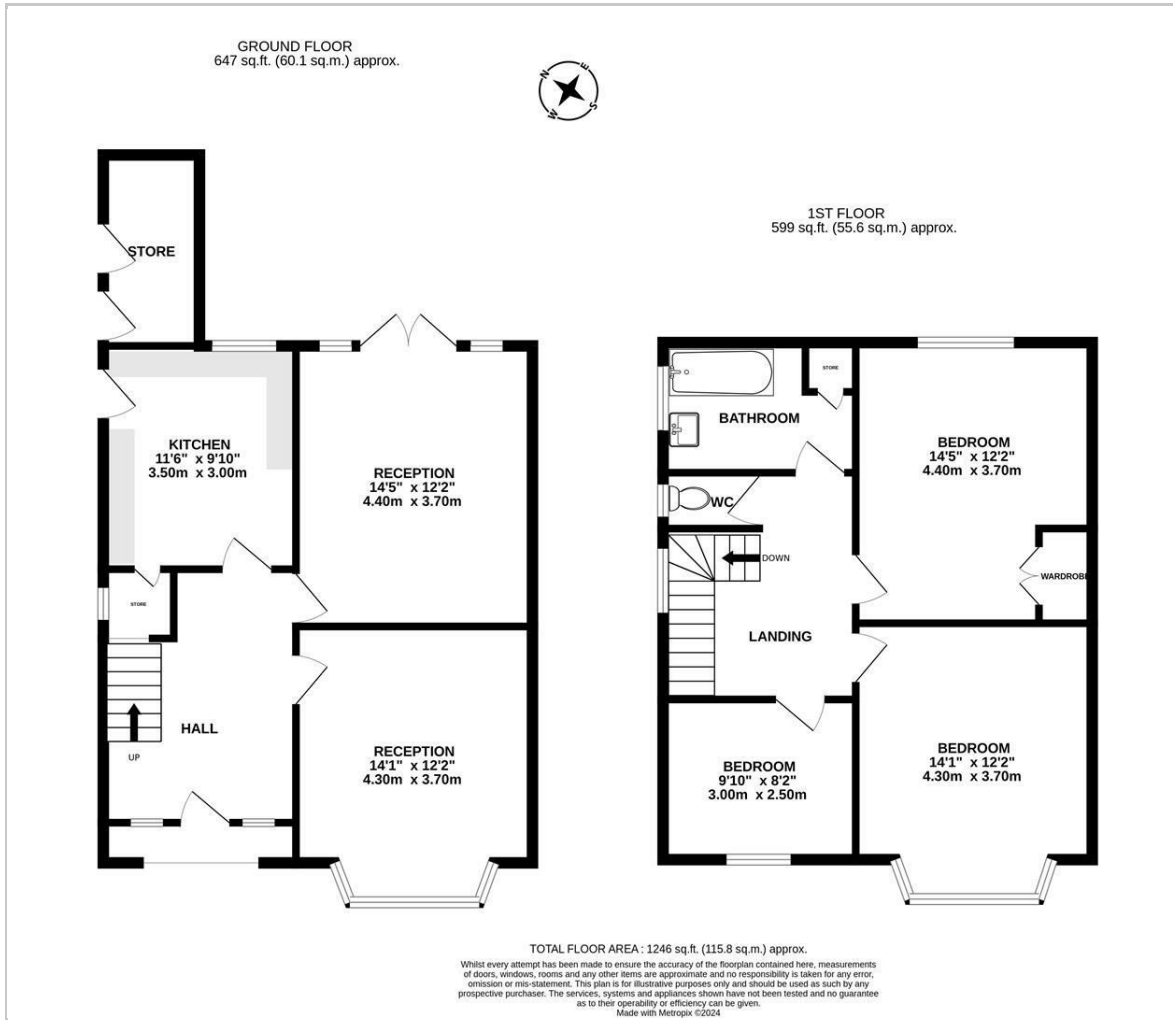 GROUND FLOOR
647 sq.ft. (60.1 sq.m.) approx.
N
E
S
W
1ST FLOOR
599 sq.ft. (55.6 sq.m.) approx.
STORE
KITCHEN
11'6" x 9'10"
3.50m x 3.00m
RECEPTION
14'5" x 12'2"
4.40m x 3.70m
STORE
HALL
UP
RECEPTION
14'1" x 12'2"
4.30m x 3.70m
STORE
BATHROOM
BEDROOM
14'5" x 12'2"
4.40m x 3.70m
WC
DOWN
WARDROBE
LANDING
BEDROOM
9'10" x 8'2"
3.00m x 2.50m
BEDROOM
14'1" x 12'2"
4.30m x 3.70m
TOTAL FLOOR AREA : 1246 sq.ft. (115.8 sq.m.) approx.
Whilst every attempt has been made to ensure the accuracy of the floorplan contained here, measurements
of doors, windows, rooms and any other items are approximate and no responsibility is taken for any error,
omission or mis-statement. This plan is for illustrative purposes only and should be used as such by any
prospective purchaser. The services, systems and appliances shown have not been tested and no guarantee
as to their operability or efficiency can be given.
Made with Metropix ©2024